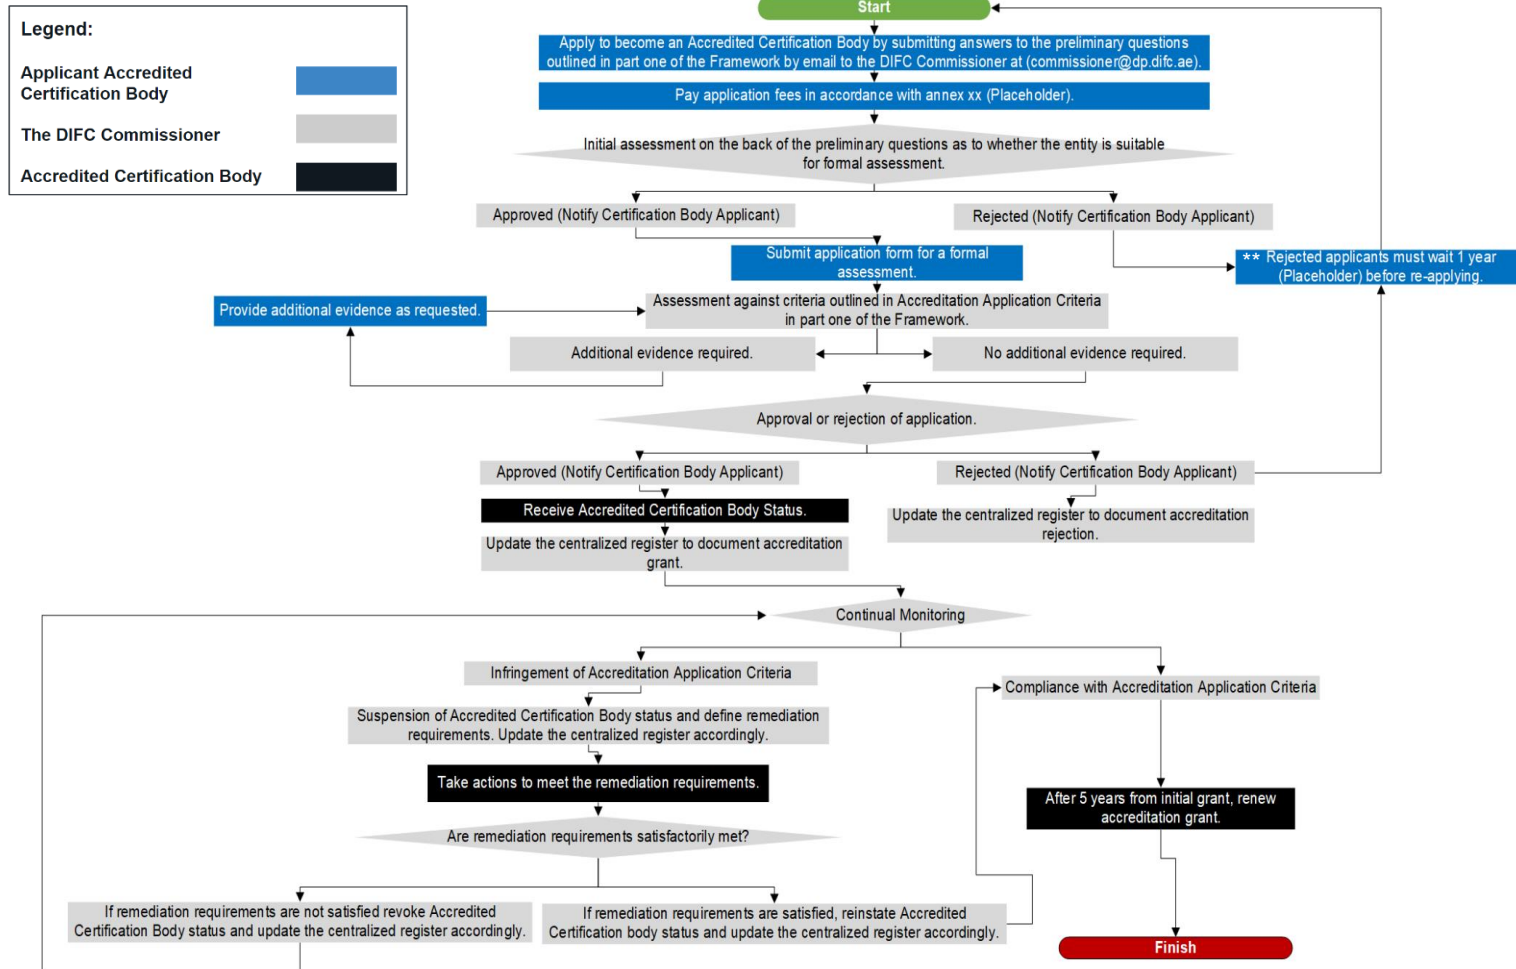 Legend:
Applicant Accredited
Certification Body
The DIFC Commissioner
Accredited Certification Body
Start
Apply to become an Accredited Certification Body by submitting answers to the preliminary questions
outlined in part one of the Framework by email to the DIFC Commissioner at (commissioner@dp.difc.ae).
Pay application fees in accordance with annex xx (Placeholder).
Initial assessment on the back of the preliminary questions as to whether the entity is suitable
for formal assessment.
Approved (Notify Certification Body Applicant)
Rejected (Notify Certification Body Applicant)
Submit application form for a formal
assessment.
** Rejected applicants must wait 1 year
(Placeholder) before re-applying.
Provide additional evidence as requested.
Assessment against criteria outlined in Accreditation Application Criteria
in part one of the Framework.
Additional evidence required.
No additional evidence required.
Approval or rejection of application.
Approved (Notify Certification Body Applicant)
Rejected (Notify Certification Body Applicant)
Receive Accredited Certification Body Status.
Update the centralized register to document accreditation
rejection.
Update the centralized register to document accreditation
grant.
Continual Monitoring
Infringement of Accreditation Application Criteria
Compliance with Accreditation Application Criteria
Suspension of Accredited Certification Body status and define remediation
requirements. Update the centralized register accordingly.
Take actions to meet the remediation requirements.
After 5 years from initial grant, renew
accreditation grant.
Are remediation requirements satisfactorily met?
If remediation requirements are not satisfied revoke Accredited
Certification Body status and update the centralized register accordingly.
If remediation requirements are satisfied, reinstate Accredited
Certification body status and update the centralized register accordingly.
Finish